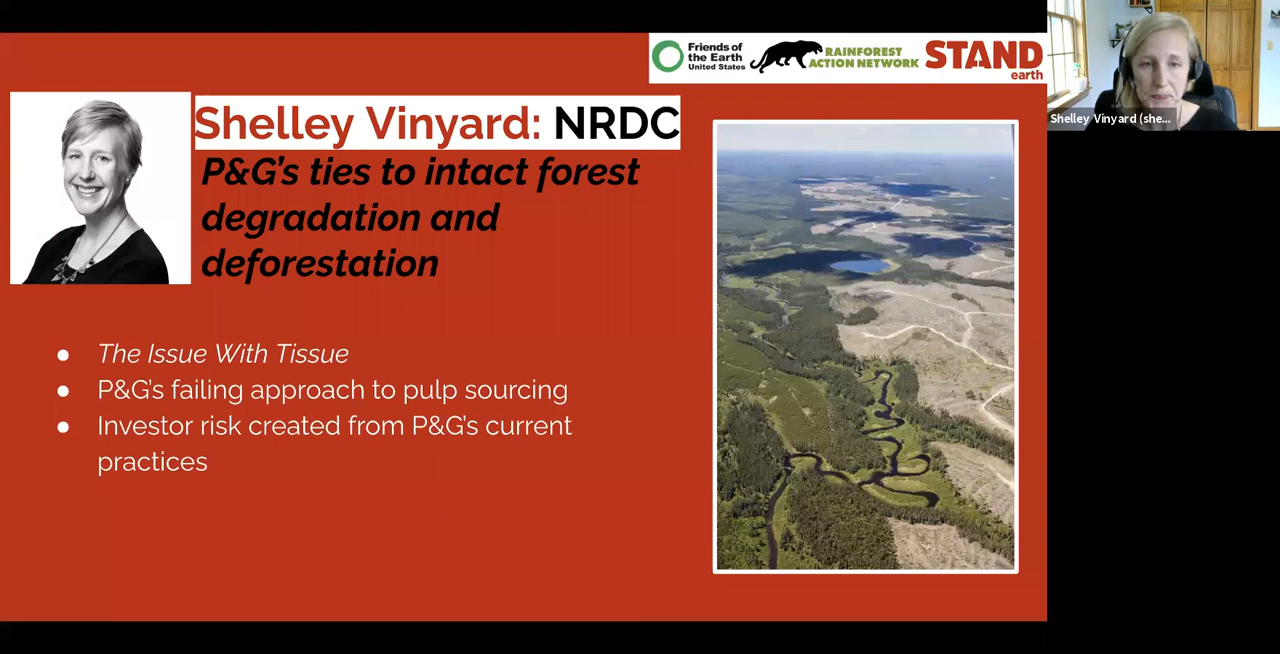 Friends of
the Earth
United States
RAINFOREST
ACTION NETWORK
STAND
earth
Shelley Vinyard: NRDC
P&G's ties to intact forest
degradation and
deforestation
● The Issue With Tissue
● P&G's failing approach to pulp sourcing
● Investor risk created from P&G's current
practices
Shelley Vinyard (she...